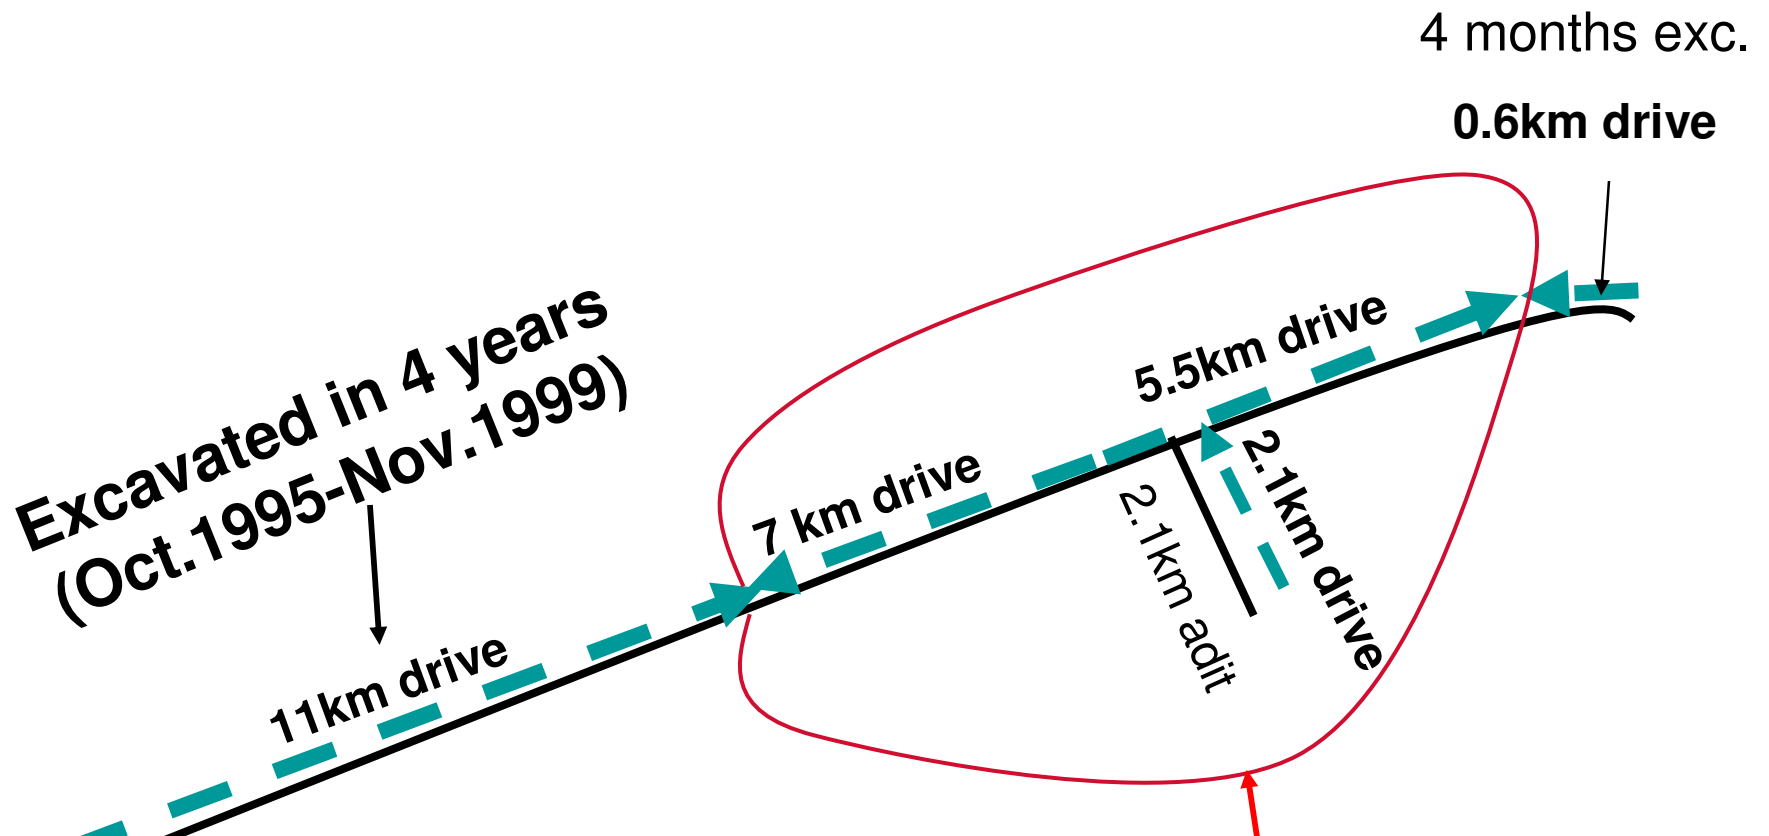 4 months exc.
0.6km drive
Excavated in 4 years
(Oct.1995-Nov.1999)
5.5km drive
7 km drive
2.1km drive
2.1km adit
11km drive